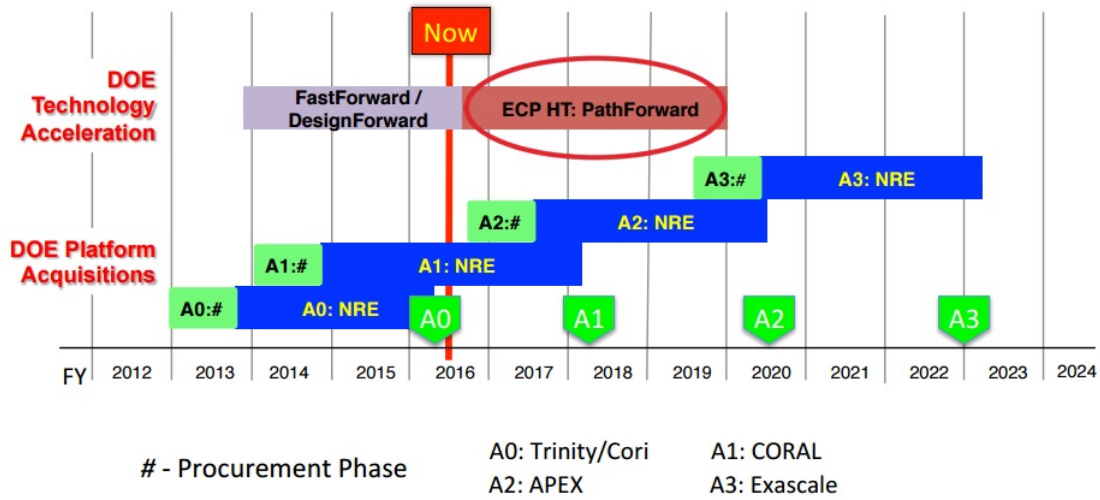 Now
DOE
Technology
Acceleration
FastForward /
DesignForward
ECP HT: PathForward
A3:#
A3: NRE
A2:#
A2: NRE
DOE Platform
Acquisitions
A1:#
A1: NRE
A0:#
A0: NRE
A0
A1
A2
A3
FY 2012 2013 2014 2015 2016 2017 2018 2019 2020 2021 2022 2023 2024
# - Procurement Phase
A0: Trinity/Cori A1: CORAL
A2: APEX A3: Exascale